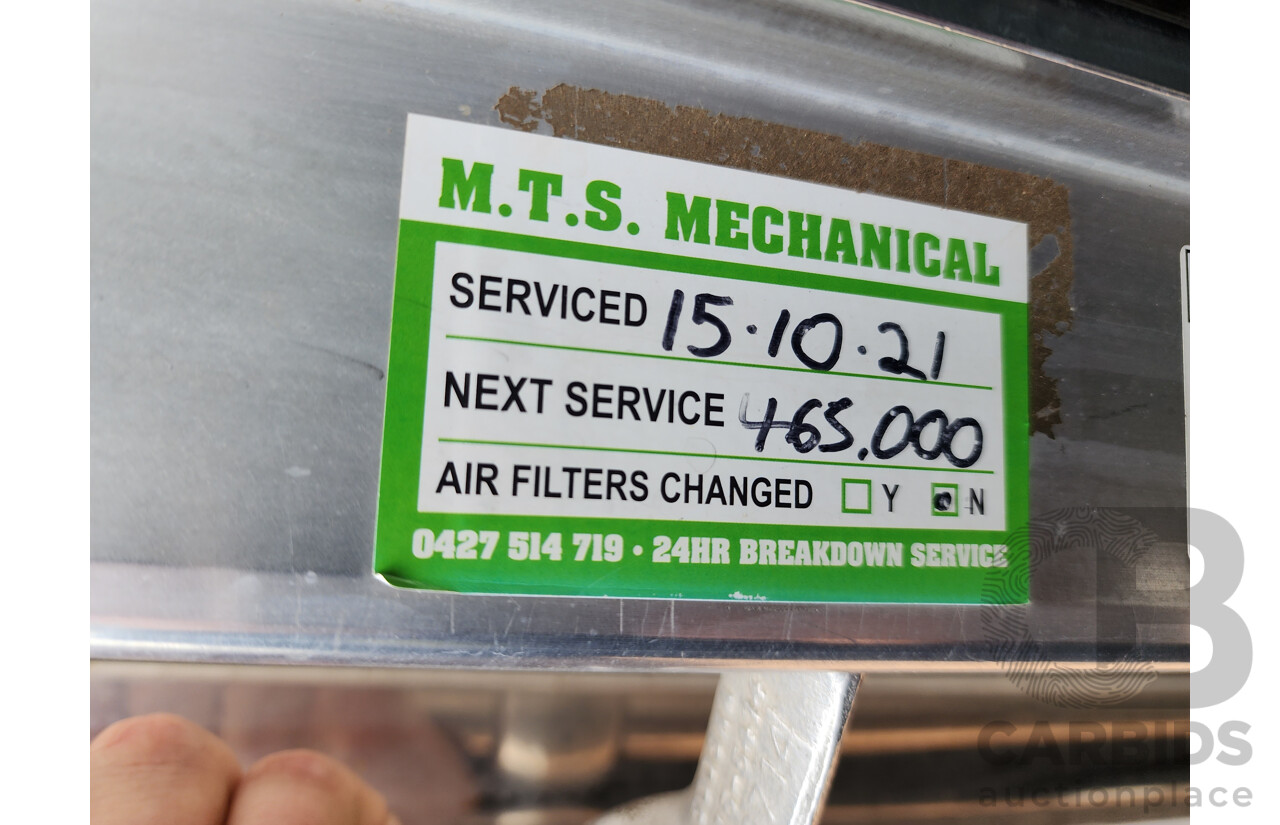 M.T.S. MECHANICAL
SERVICED 15.10.21
NEXT SERVICE 465,000
AIR FILTERS CHANGED Y N
0427 514 719 • 24HR BREAKDOWN SERVICE
CB
CARBIDS
auctionplace